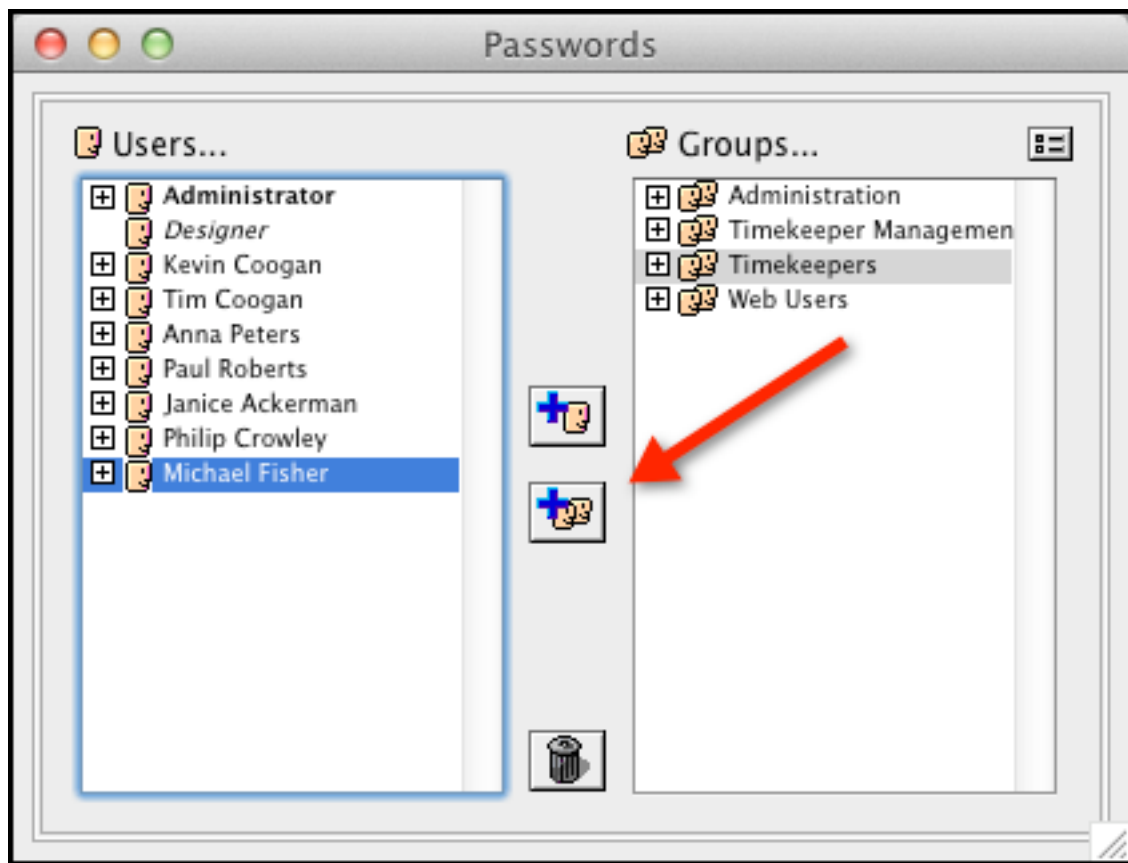 Passwords
Users...
Administrator
Designer
Kevin Coogan
Tim Coogan
Anna Peters
Paul Roberts
Janice Ackerman
Philip Crowley
Michael Fisher
Groups...
Administration
Timekeeper Managemen
Timekeepers
Web Users